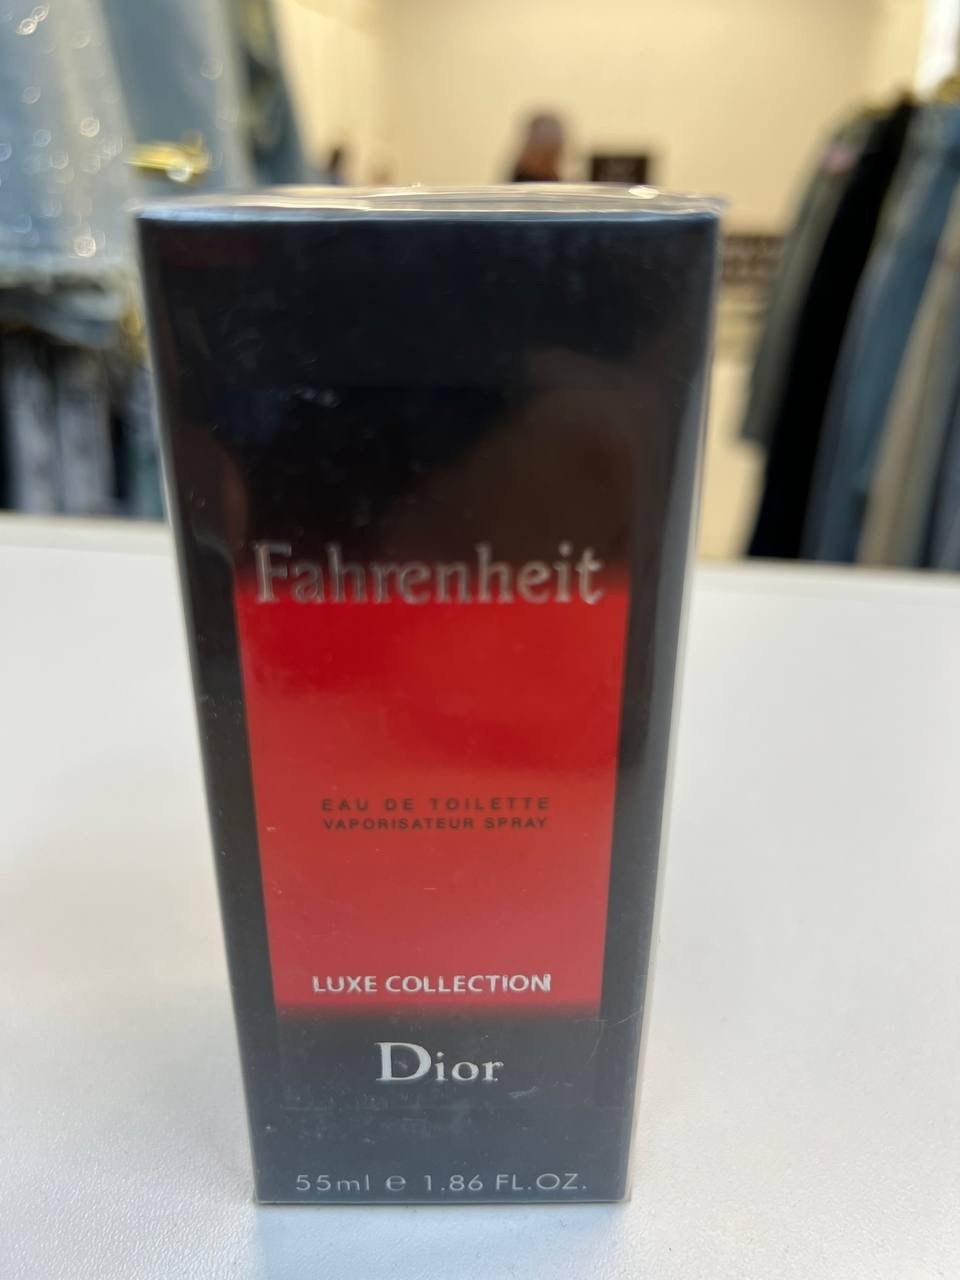 Fahrenheit
EAU DE TOILETTE
VAPORISATEUR SPRAY
LUXE COLLECTION
Dior
55ml e 1.86 FL.OZ.